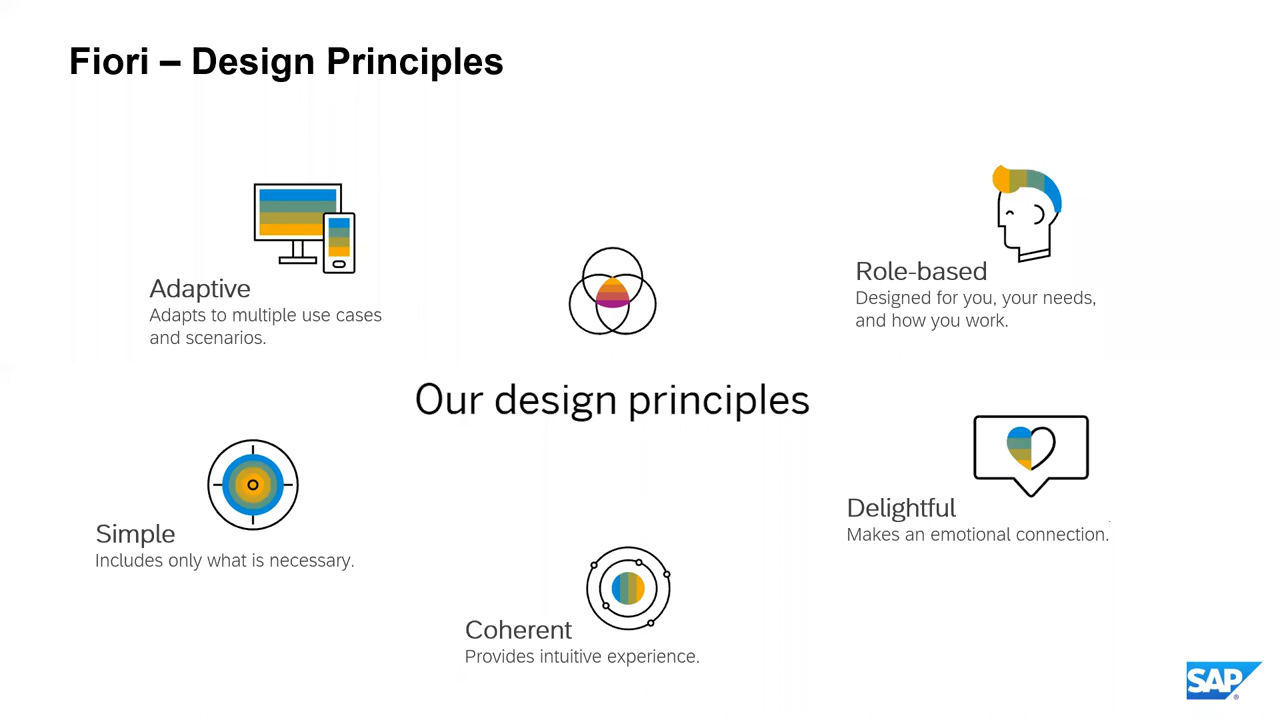 Fiori – Design Principles
Adaptive
Adapts to multiple use cases
and scenarios.
Role-based
Designed for you, your needs,
and how you work.
Our design principles
Simple
Includes only what is necessary.
Delightful
Makes an emotional connection.
Coherent
Provides intuitive experience.
SAP®